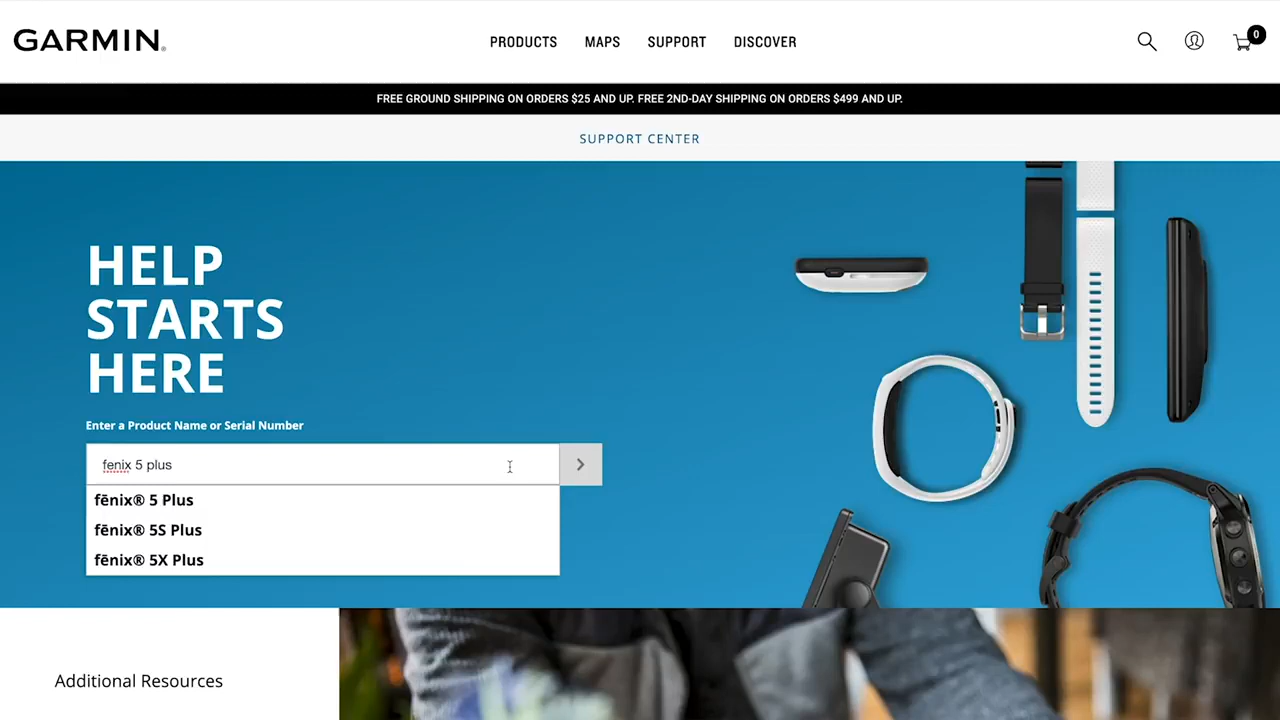 GARMIN®
PRODUCTS MAPS SUPPORT DISCOVER
0
FREE GROUND SHIPPING ON ORDERS $25 AND UP. FREE 2ND-DAY SHIPPING ON ORDERS $499 AND UP.
SUPPORT CENTER
HELP
STARTS
HERE
Enter a Product Name or Serial Number
fenix 5 plus
fēnix® 5 Plus
fēnix® 5S Plus
fēnix® 5X Plus
Additional Resources